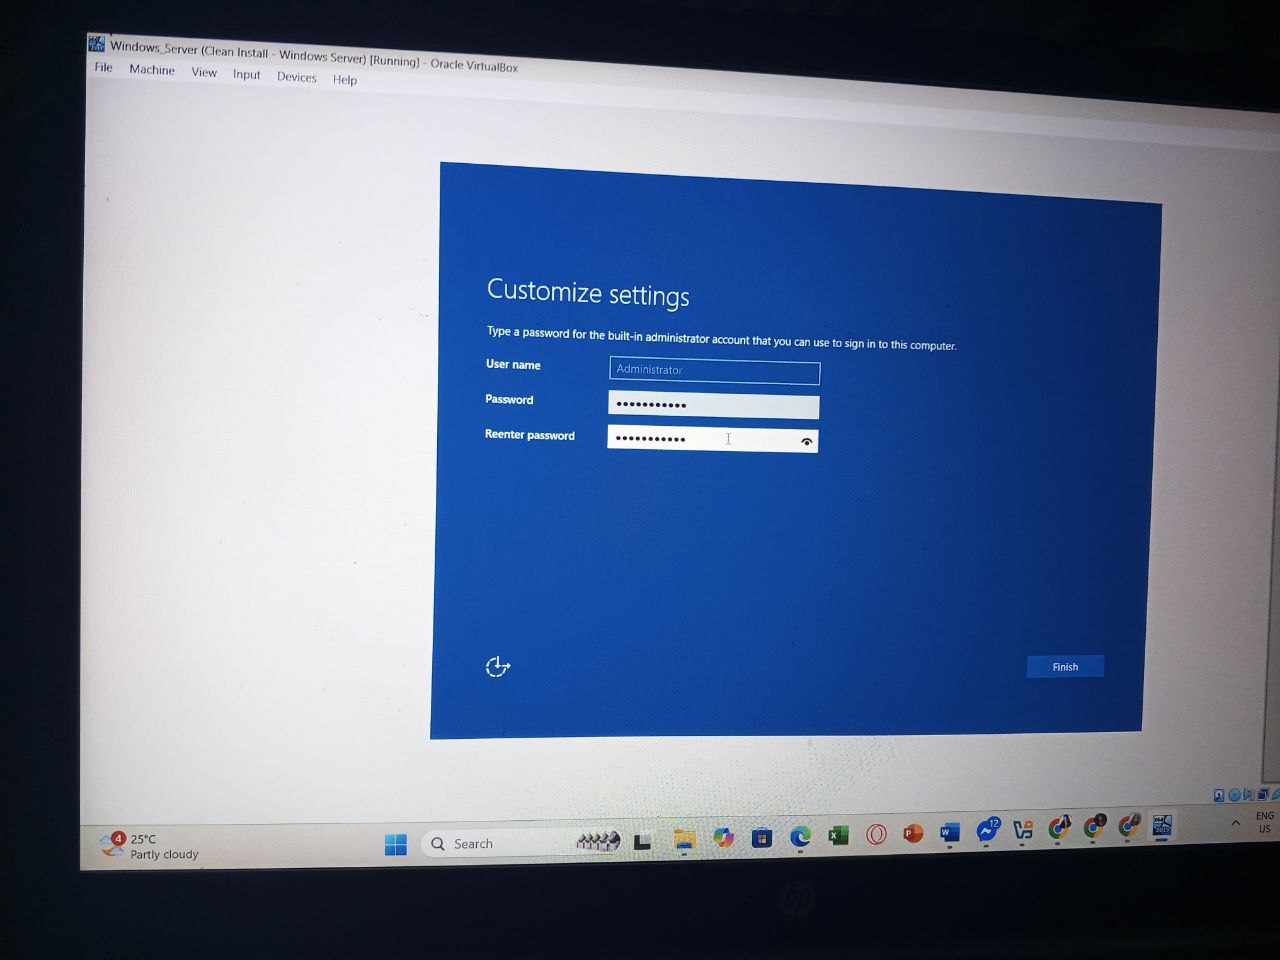 Windows_Server (Clean Install - Windows Server) [Running] - Oracle VirtualBox
File Machine View Input Devices Help
Customize settings
Type a password for the built-in administrator account that you can use to sign in to this computer.
User name
Administrator
Password
•••••••••••
Reenter password
•••••••••••
Finish
4
25°C
Partly cloudy
Search
12
ENG
US
hp